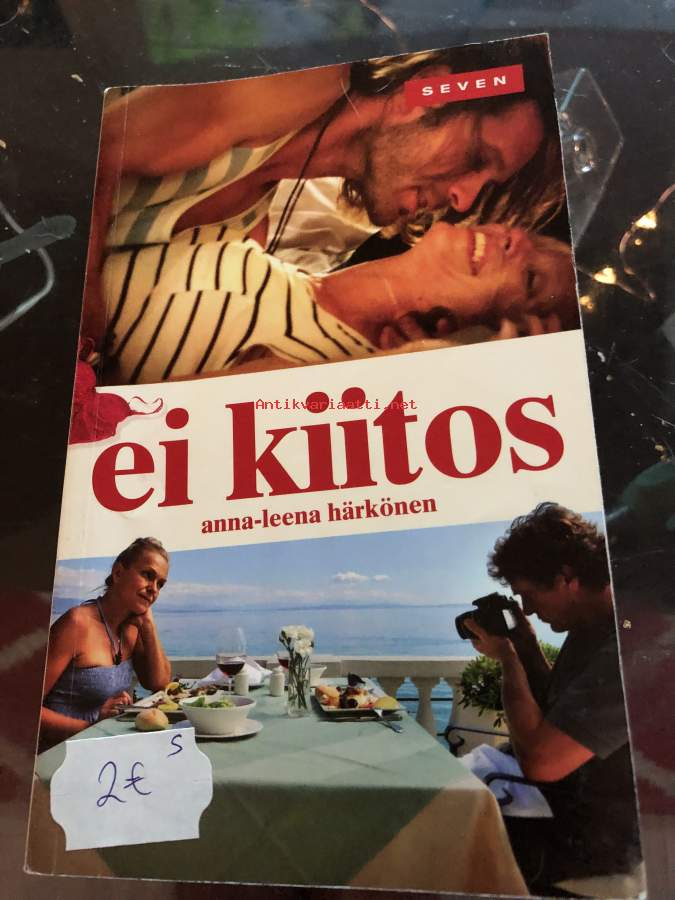 SEVEN
Antikvariaatti.net
ei kiitos
anna-leena härkönen
s
2€